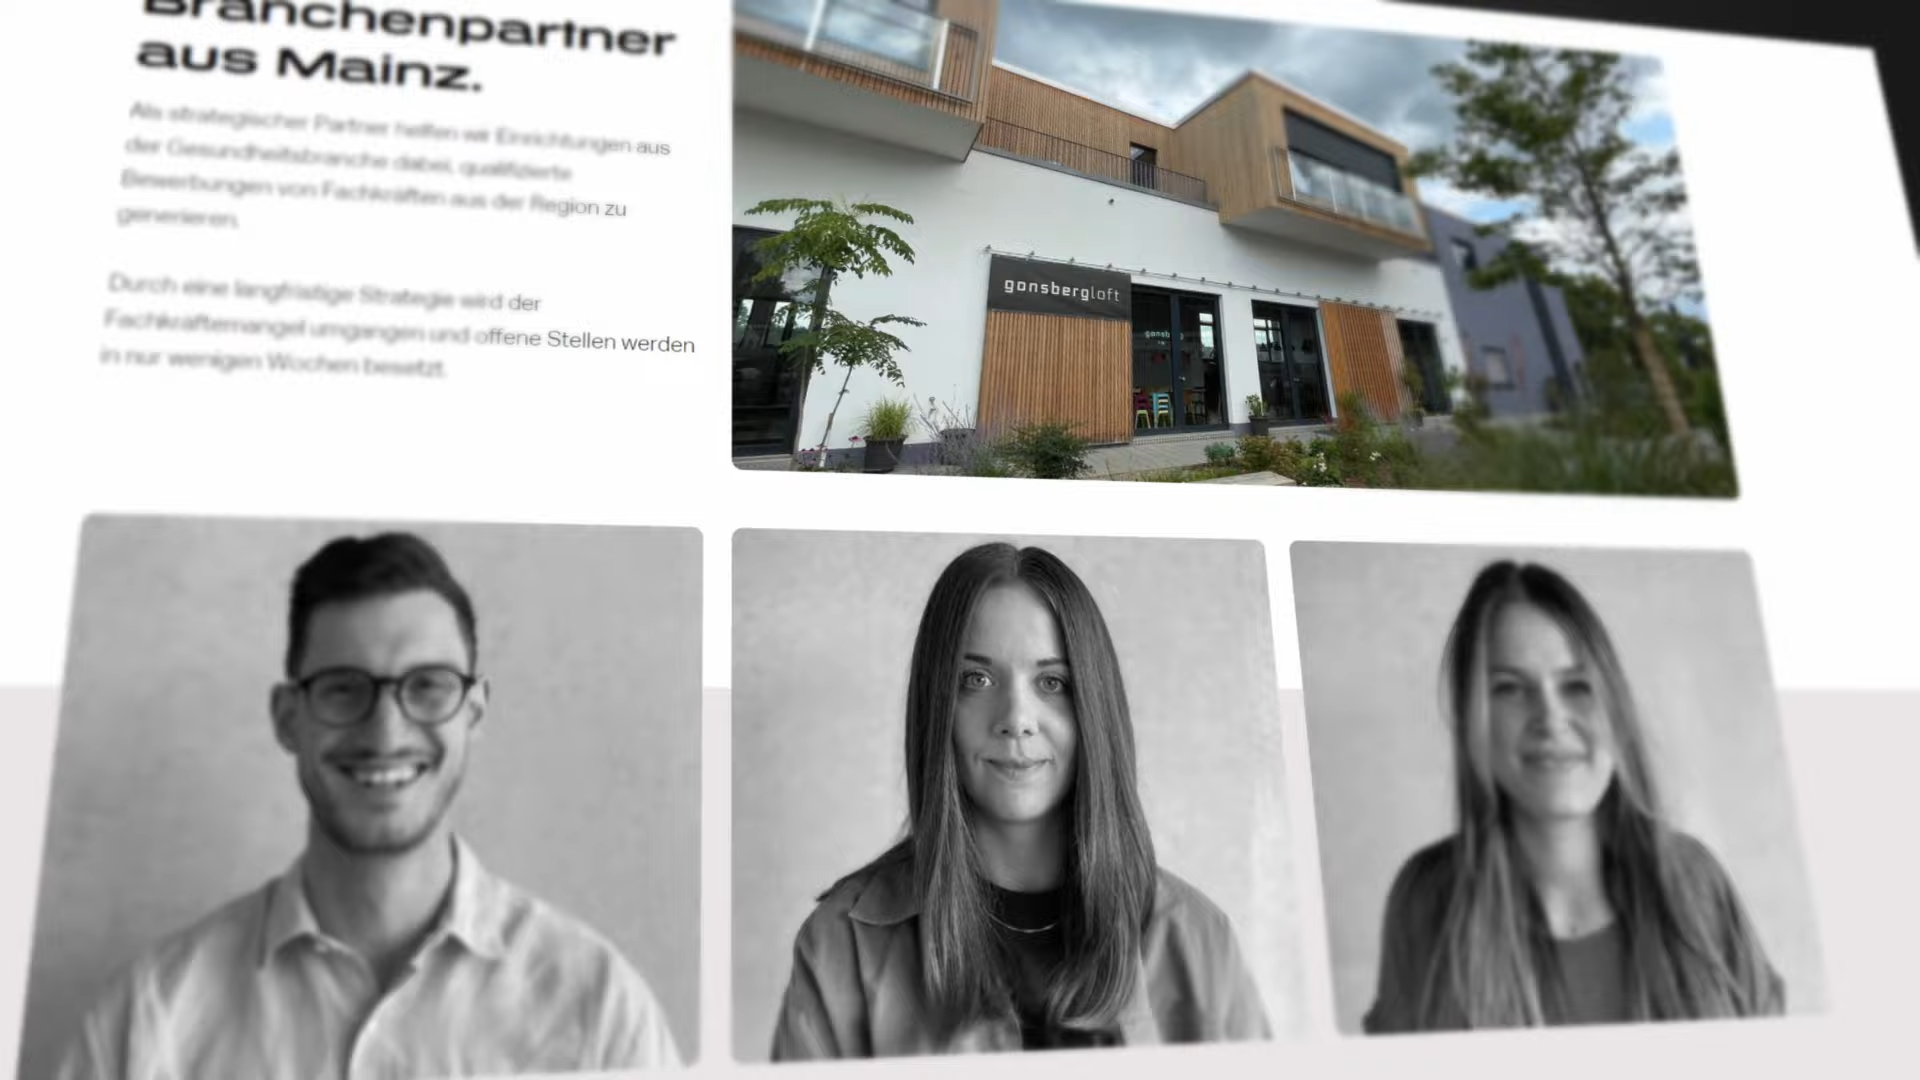 Branchenpartner
aus Mainz.
Als strategischer Partner helfen wir Einrichtungen aus
der Gesundheitsbranche dabei, qualifizierte
Bewerbungen von Fachkräften aus der Region zu
generieren.
Durch eine langfristige Strategie wird der
Fachkräftemangel umgangen und offene Stellen werden
in nur wenigen Wochen besetzt.
gonsbergloft